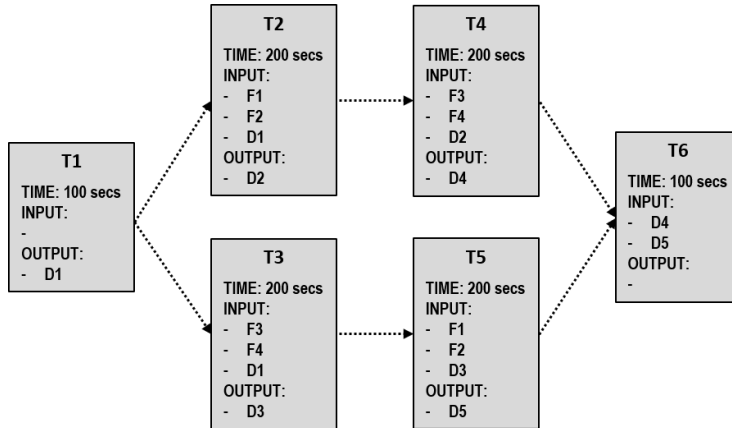 T1
TIME: 100 secs
INPUT:
-
OUTPUT:
- D1
T2
TIME: 200 secs
INPUT:
- F1
- F2
- D1
OUTPUT:
- D2
T3
TIME: 200 secs
INPUT:
- F3
- F4
- D1
OUTPUT:
- D3
T4
TIME: 200 secs
INPUT:
- F3
- F4
- D2
OUTPUT:
- D4
T5
TIME: 200 secs
INPUT:
- F1
- F2
- D3
OUTPUT:
- D5
T6
TIME: 100 secs
INPUT:
- D4
- D5
OUTPUT:
-